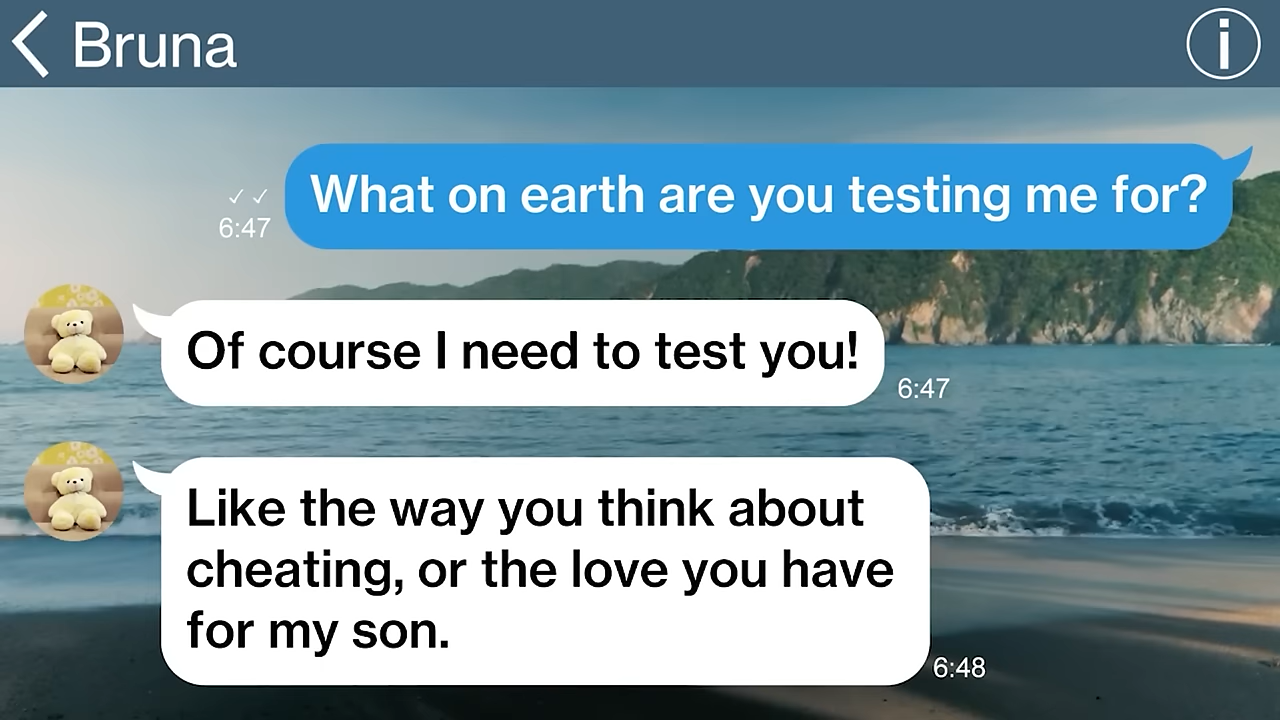 Bruna
What on earth are you testing me for?
6:47
Of course I need to test you!
6:47
Like the way you think about
cheating, or the love you have
for my son.
6:48